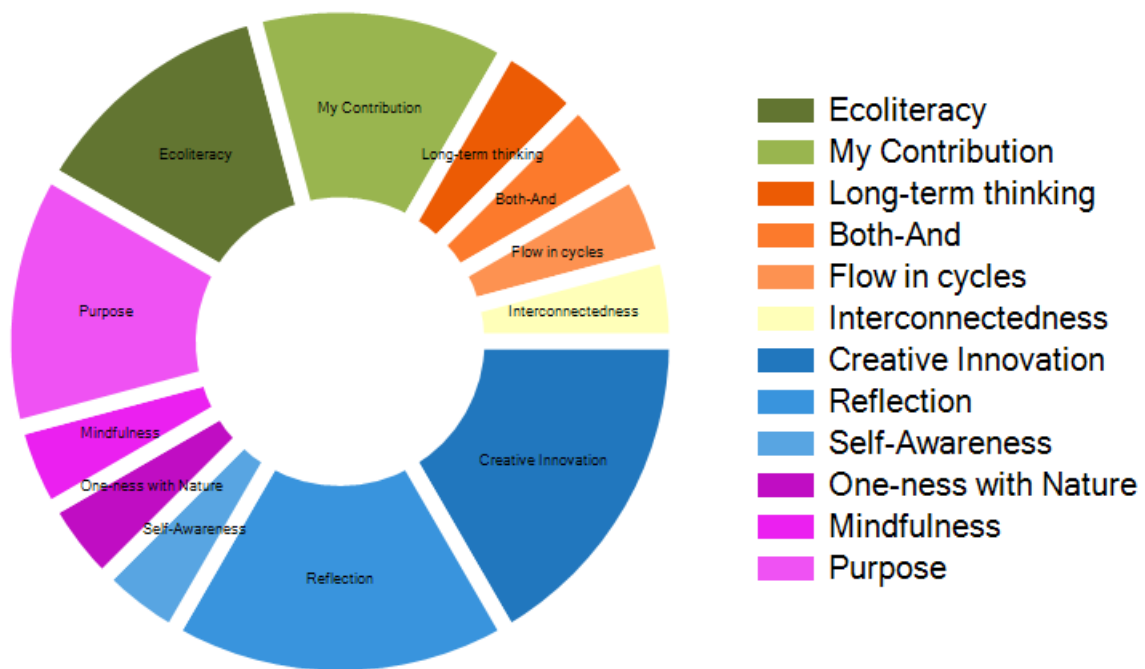 My Contribution
Ecoliteracy
Long-term thinking
Both-And
Flow in cycles
Purpose
Interconnectedness
Mindfulness
Creative Innovation
One-ness with Nature
Self-Awareness
Reflection
Ecoliteracy
My Contribution
Long-term thinking
Both-And
Flow in cycles
Interconnectedness
Creative Innovation
Reflection
Self-Awareness
One-ness with Nature
Mindfulness
Purpose